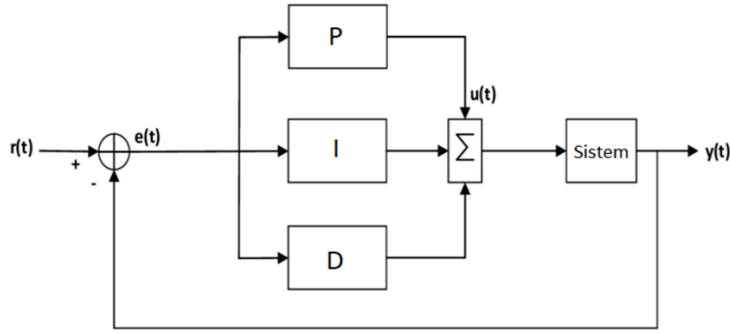 P
u(t)
r(t)
+
-
e(t)
I
Σ
Sistem
y(t)
D